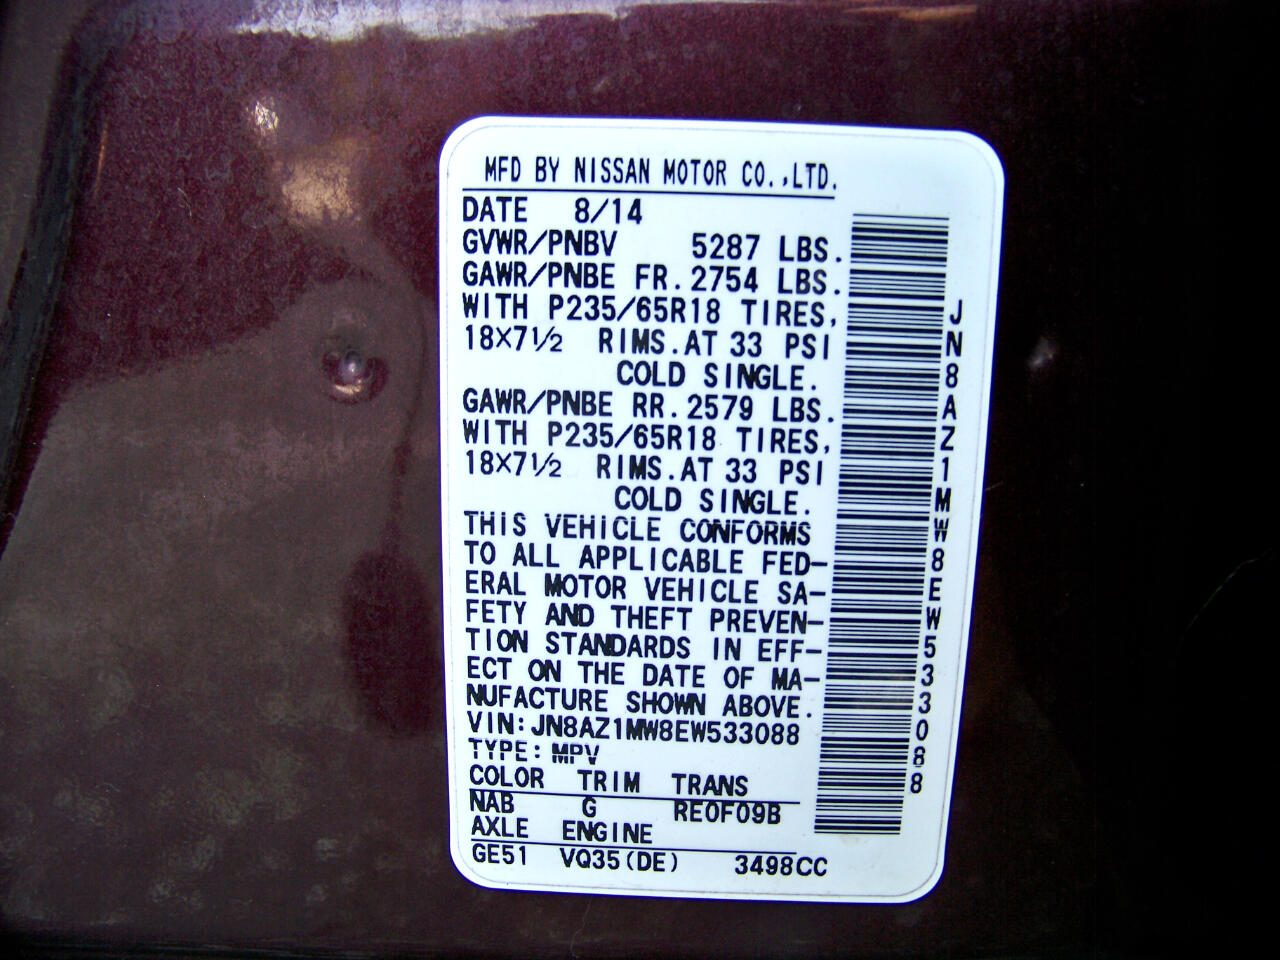 MFD BY NISSAN MOTOR CO.,LTD.
DATE 8/14
GVWR/PNBV 5287 LBS.
GAWR/PNBE FR. 2754 LBS.
WITH P235/65R18 TIRES,
18X7½ RIMS. AT 33 PSI
COLD SINGLE.
GAWR/PNBE RR. 2579 LBS.
WITH P235/65R18 TIRES,
18X7½ RIMS. AT 33 PSI
COLD SINGLE.
THIS VEHICLE CONFORMS
TO ALL APPLICABLE FED-
ERAL MOTOR VEHICLE SA-
FETY AND THEFT PREVEN-
TION STANDARDS IN EFF-
ECT ON THE DATE OF MA-
NUFACTURE SHOWN ABOVE.
VIN: JN8AZ1MW8EW533088
TYPE: MPV
COLOR TRIM TRANS
NAB G RE0F09B
AXLE ENGINE
GE51 VQ35(DE) 3498CC
JN8AZ1MW8EW533088